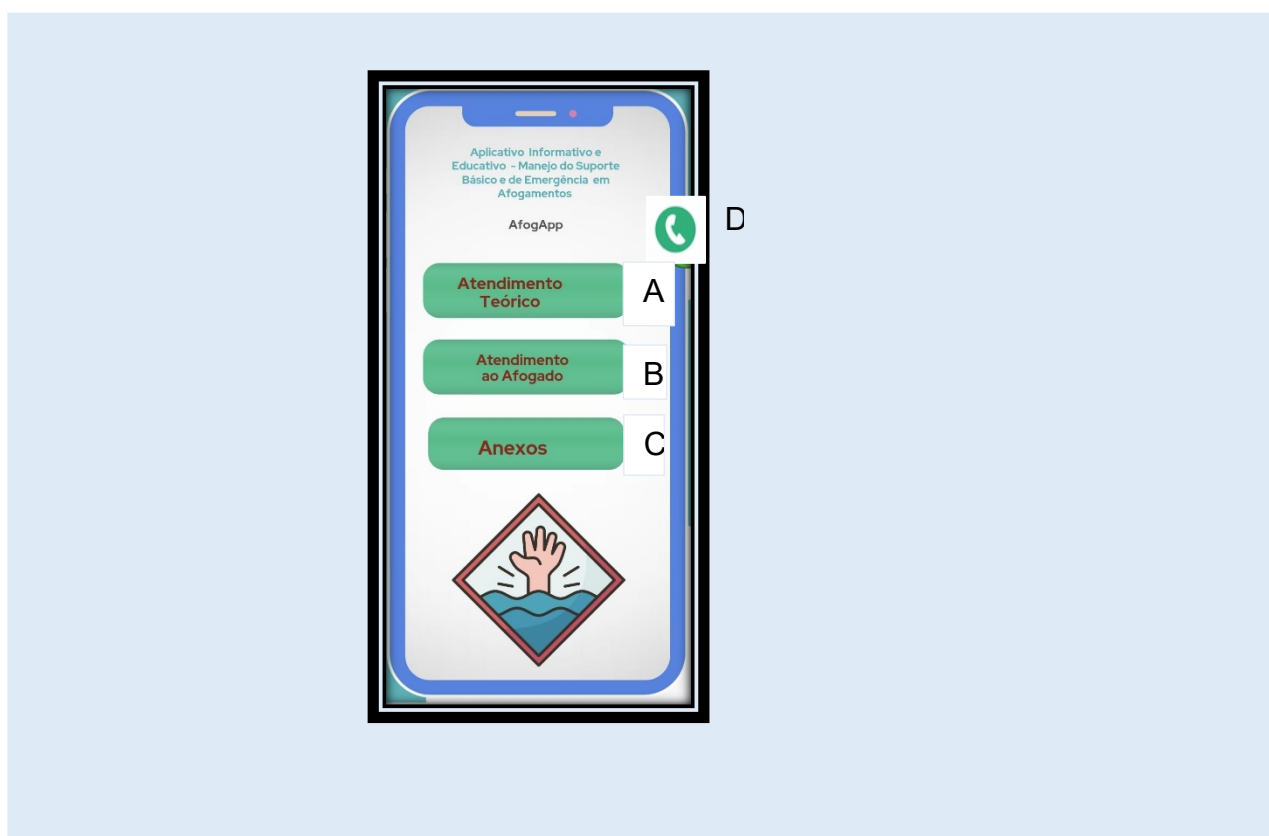 Aplicativo Informativo e
Educativo - Manejo do Suporte
Básico e de Emergência em
Afogamentos
AfogApp
D
Atendimento
Teórico
A
Atendimento
ao Afogado
B
Anexos
C